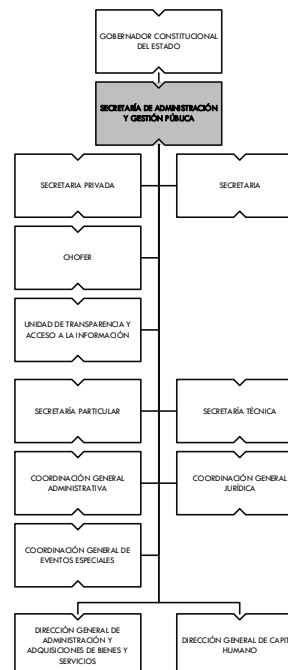 GOBERNADOR CONSTITUCIONAL
DEL ESTADO
SECRETARÍA DE ADMINISTRACIÓN
Y GESTIÓN PÚBLICA
SECRETARIA PRIVADA
SECRETARIA
CHOFER
UNIDAD DE TRANSPARENCIA Y
ACCESO A LA INFORMACIÓN
SECRETARÍA PARTICULAR
SECRETARÍA TÉCNICA
COORDINACIÓN GENERAL
ADMINISTRATIVA
COORDINACIÓN GENERAL
JURÍDICA
COORDINACIÓN GENERAL DE
EVENTOS ESPECIALES
DIRECCIÓN GENERAL DE
ADMINISTRACIÓN Y
ADQUISICIONES DE BIENES Y
SERVICIOS
DIRECCIÓN GENERAL DE CAPIT
HUMANO